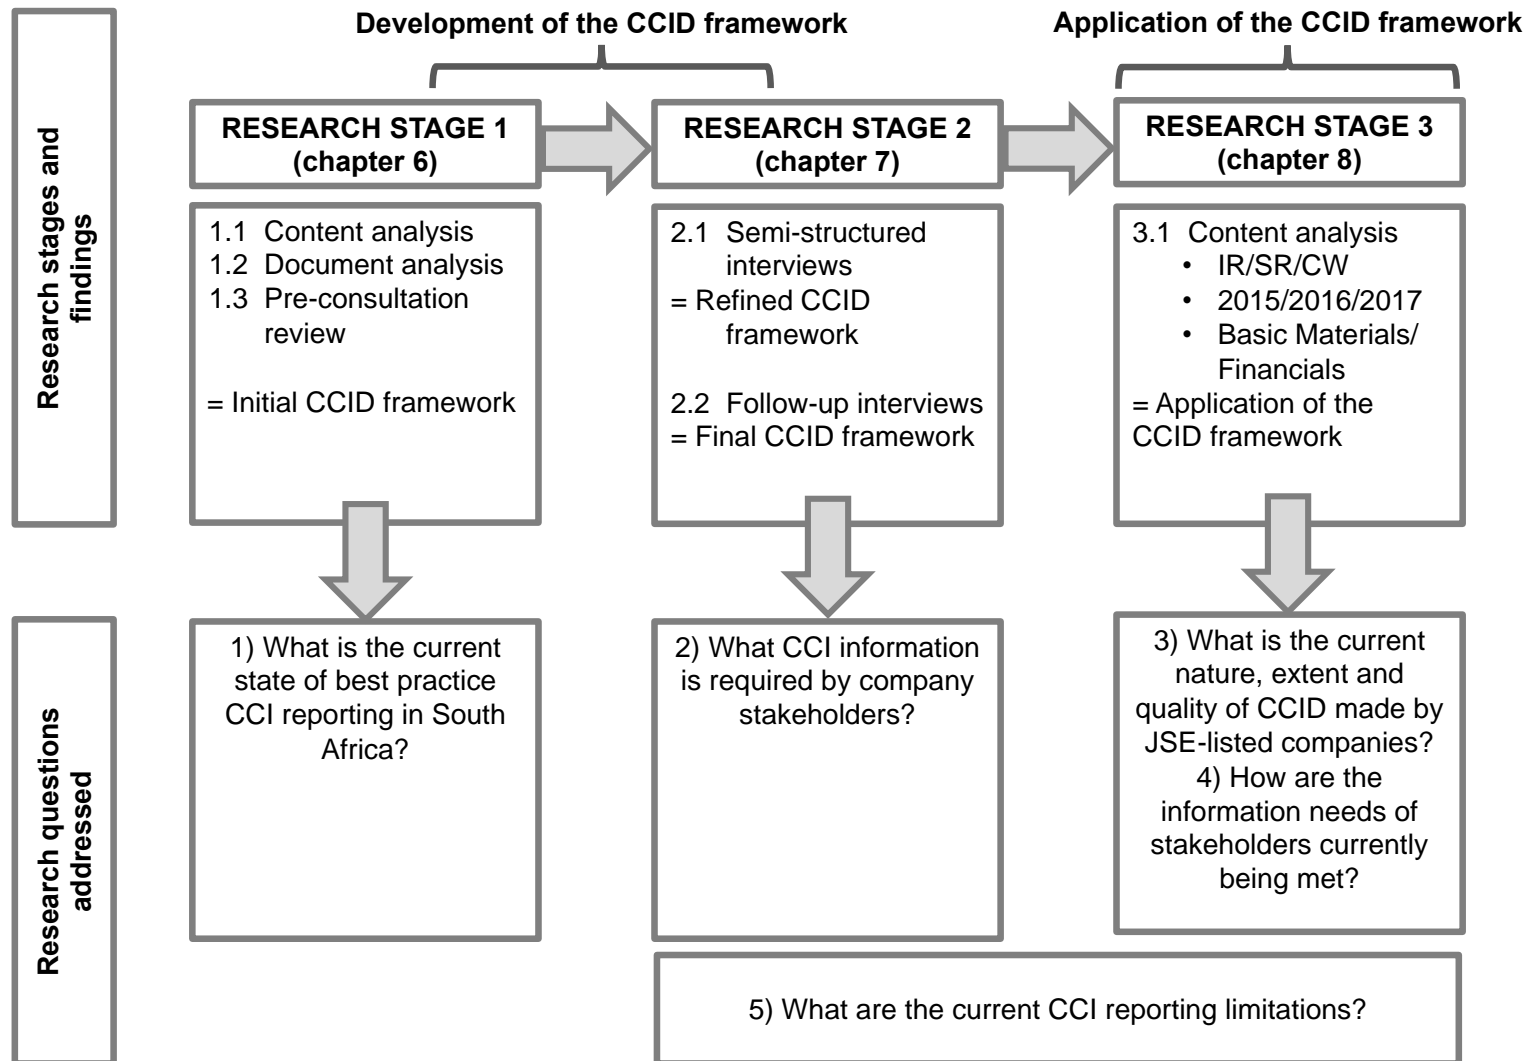 Development of the CCID framework
Application of the CCID framework
Research stages and
findings
RESEARCH STAGE 1
(chapter 6)
RESEARCH STAGE 2
(chapter 7)
RESEARCH STAGE 3
(chapter 8)
1.1 Content analysis
1.2 Document analysis
1.3 Pre-consultation
review
= Initial CCID framework
2.1 Semi-structured
interviews
= Refined CCID
framework
2.2 Follow-up interviews
= Final CCID framework
3.1 Content analysis
• IR/SR/CW
• 2015/2016/2017
• Basic Materials/
Financials
= Application of the
CCID framework
Research questions
addressed
1) What is the current
state of best practice
CCI reporting in South
Africa?
2) What CCI information
is required by company
stakeholders?
3) What is the current
nature, extent and
quality of CCID made by
JSE-listed companies?
4) How are the
information needs of
stakeholders currently
being met?
5) What are the current CCI reporting limitations?